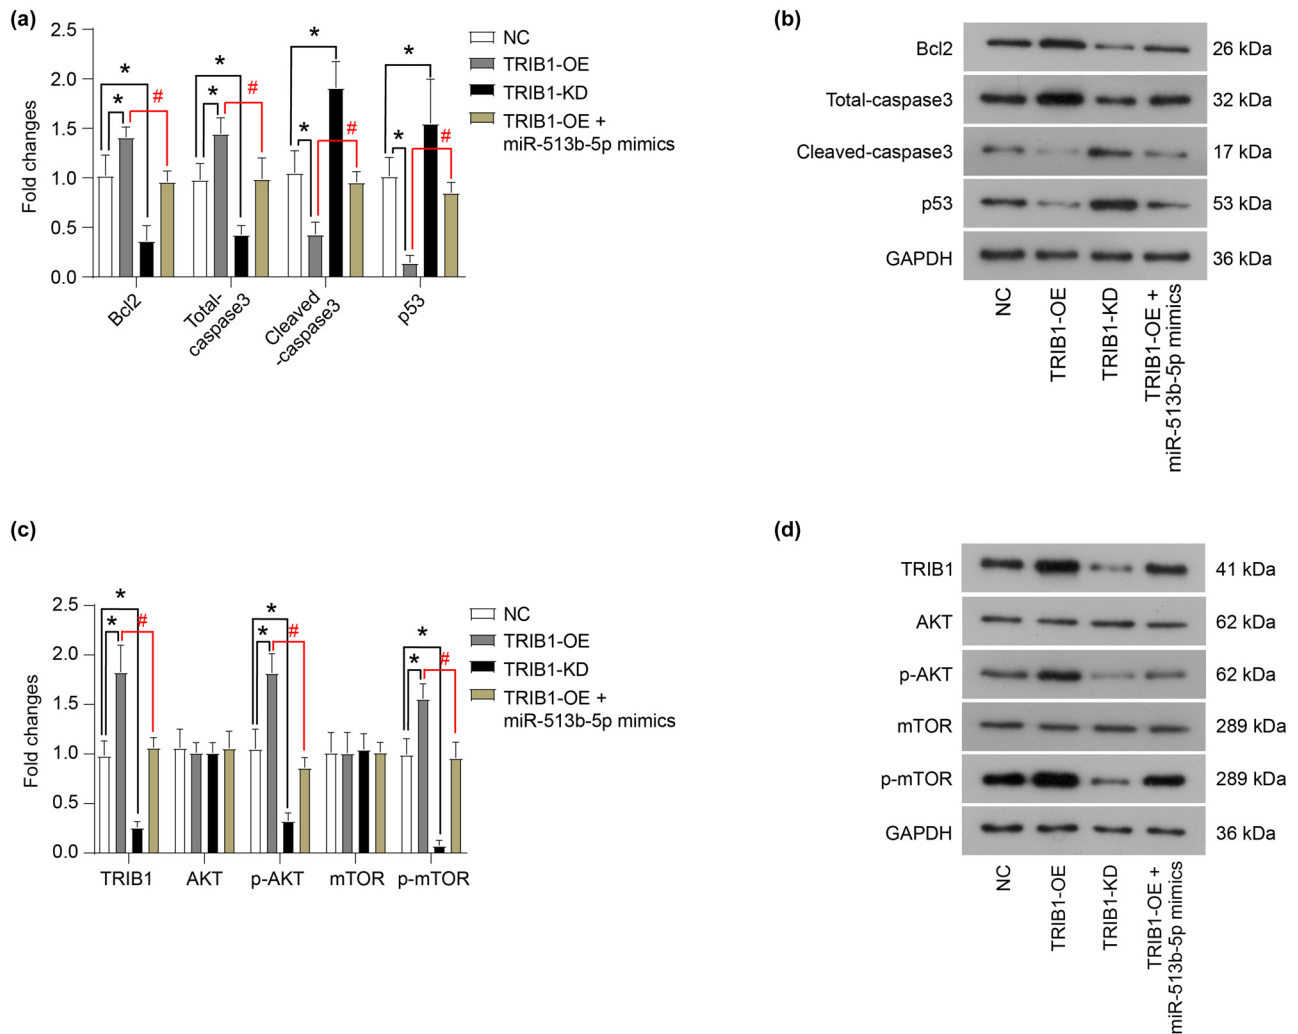 (a)
2.5
2.0
1.5
1.0
0.5
0.0
Fold changes
* * # * * # * * # * * #
Bcl2
Total-
caspase3
Cleaved
-caspase3
p53
NC
TRIB1-OE
TRIB1-KD
TRIB1-OE +
miR-513b-5p mimics
(b)
Bcl2 26 kDa
Total-caspase3 32 kDa
Cleaved-caspase3 17 kDa
p53 53 kDa
GAPDH 36 kDa
NC
TRIB1-OE
TRIB1-KD
TRIB1-OE +
miR-513b-5p mimics
(c)
2.5
2.0
1.5
1.0
0.5
0.0
Fold changes
* * # * * # * * #
TRIB1 AKT p-AKT mTOR p-mTOR
NC
TRIB1-OE
TRIB1-KD
TRIB1-OE +
miR-513b-5p mimics
(d)
TRIB1 41 kDa
AKT 62 kDa
p-AKT 62 kDa
mTOR 289 kDa
p-mTOR 289 kDa
GAPDH 36 kDa
NC
TRIB1-OE
TRIB1-KD
TRIB1-OE +
miR-513b-5p mimics